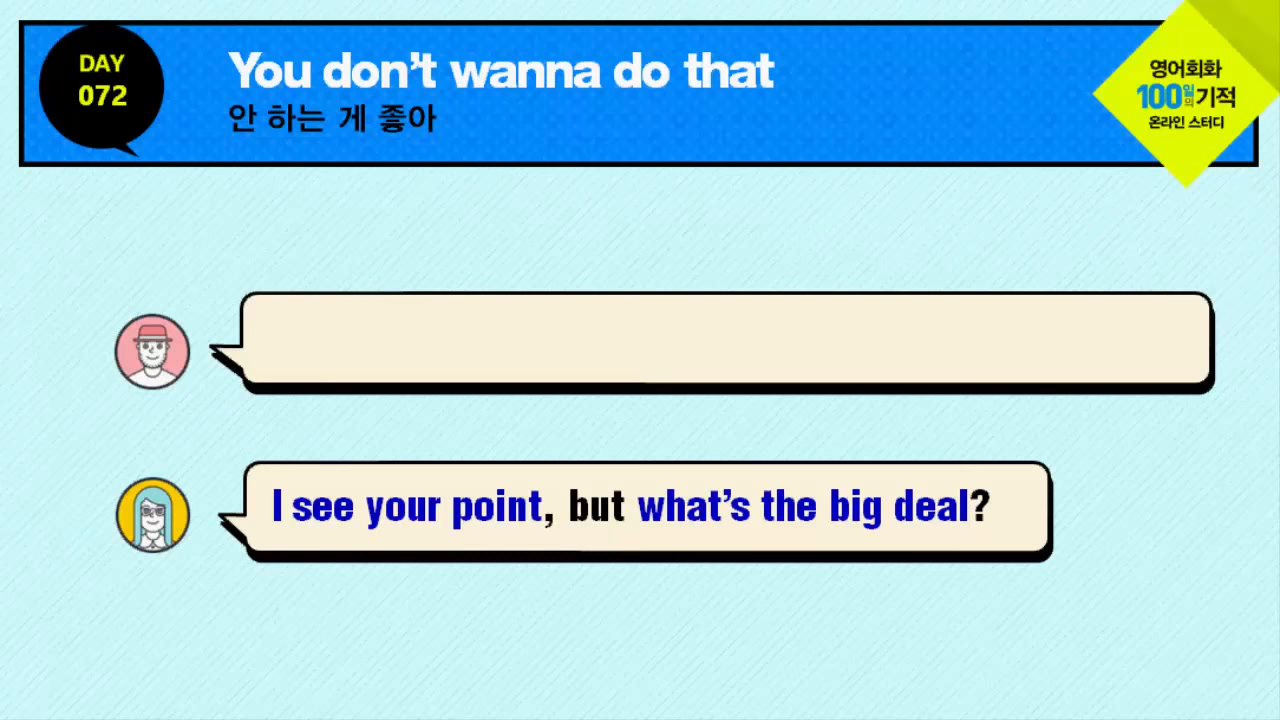 DAY
072
You don't wanna do that
안 하는 게 좋아
영어회화
100일의 기적
온라인 스터디
I see your point, but what's the big deal?